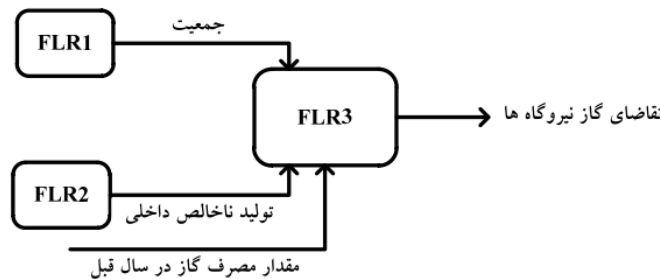 FLR1
جمعیت
FLR3
تقاضای گاز نیروگاه ها
FLR2
تولید ناخالص داخلی
مقدار مصرف گاز در سال قبل